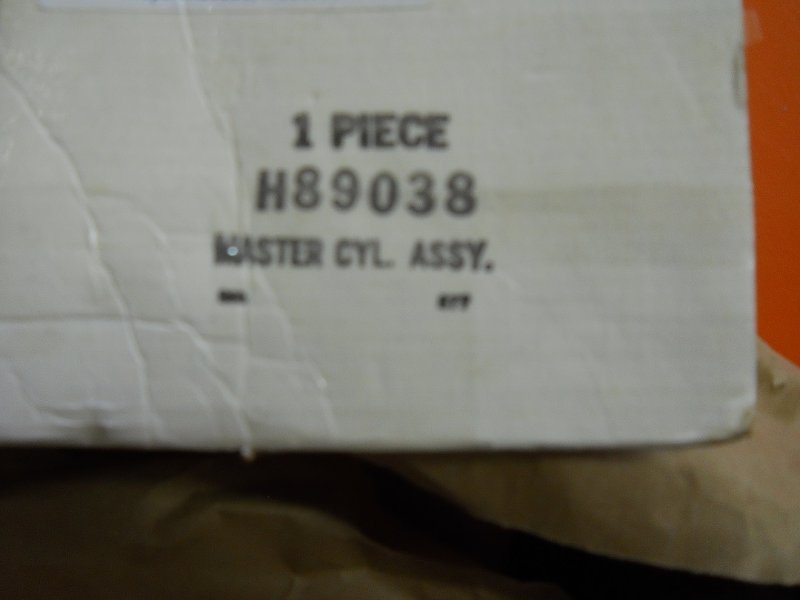 1 PIECE
H89038
MASTER CYL. ASSY.